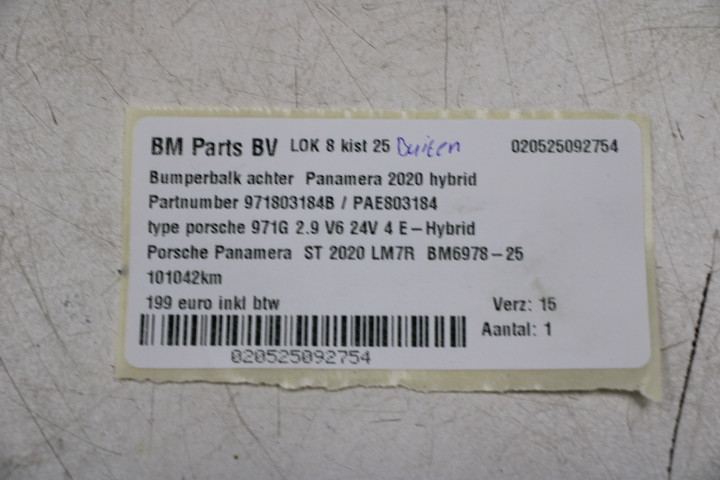 BM Parts BV LOK 8 kist 25 Buiten 020525092754
Bumperbalk achter Panamera 2020 hybrid
Partnumber 971803184B / PAE803184
type porsche 971G 2.9 V6 24V 4 E-Hybrid
Porsche Panamera ST 2020 LM7R BM6978-25
101042km
199 euro inkl btw Verz: 15
Aantal: 1
020525092754